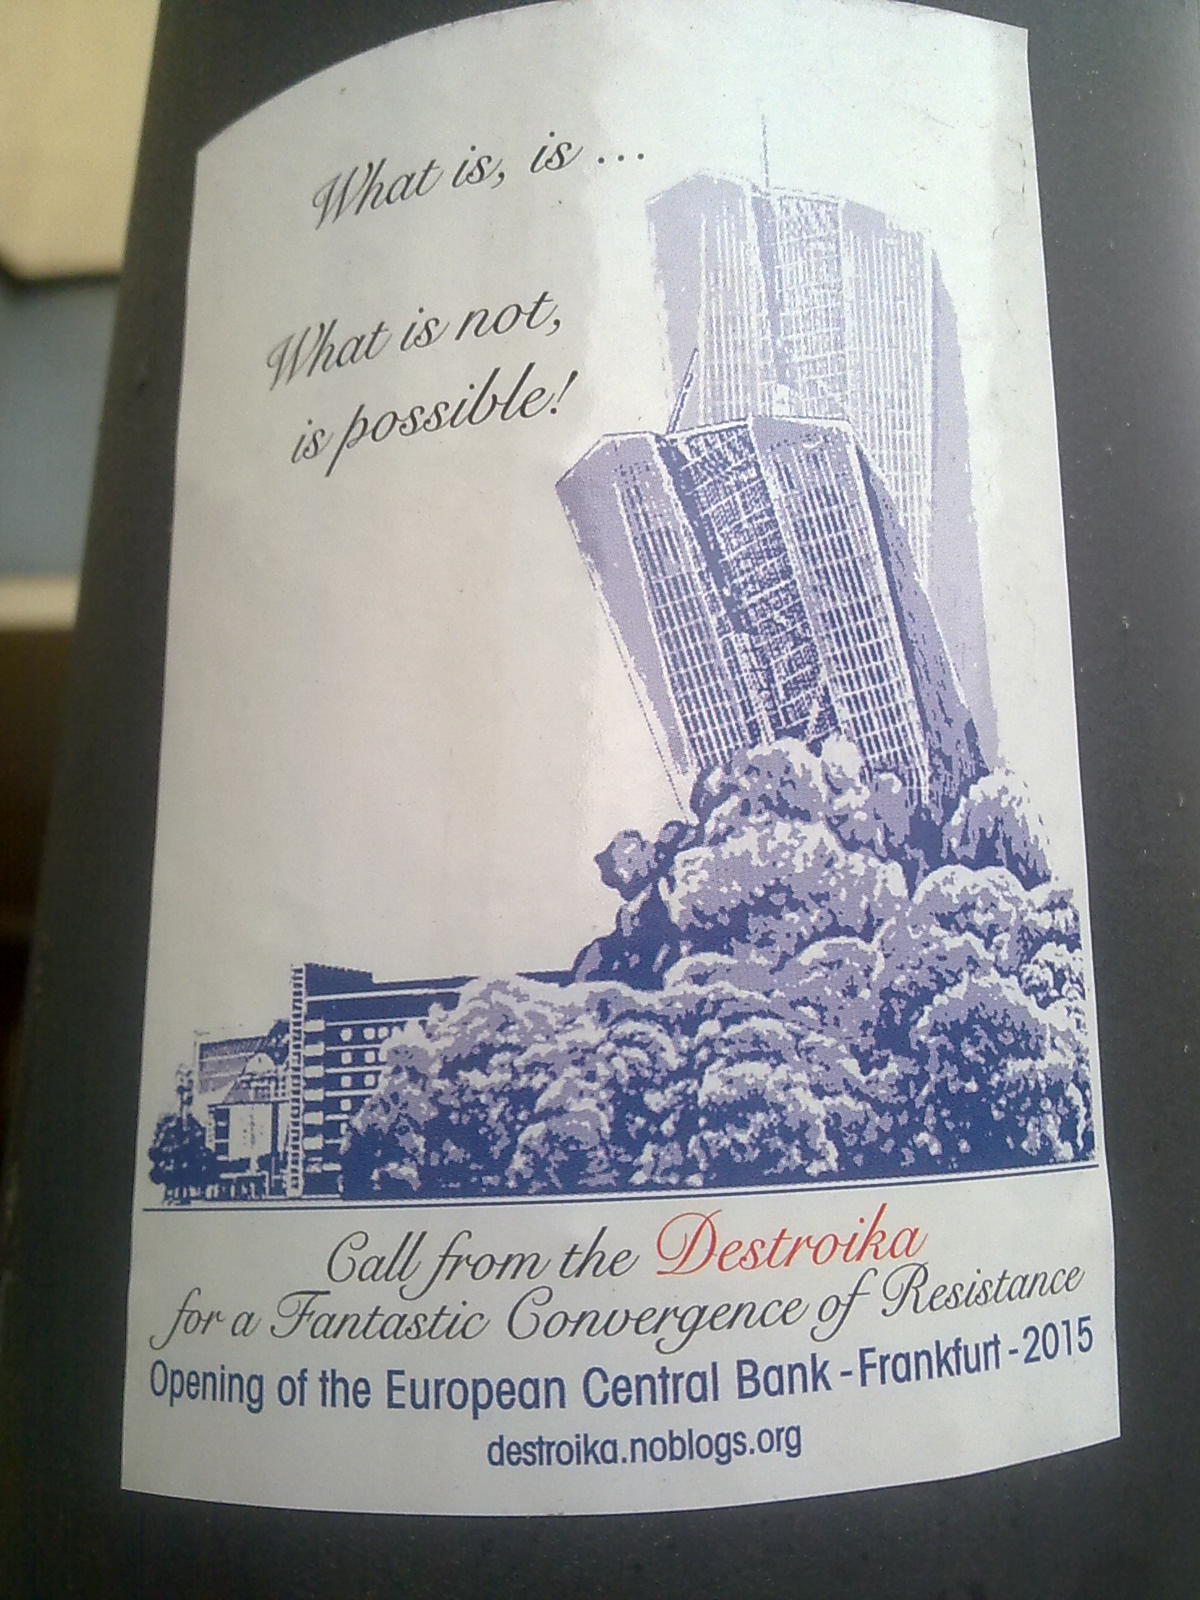 What is, is ...
What is not,
is possible!
Call from the Destroika
for a Fantastic Convergence of Resistance
Opening of the European Central Bank - Frankfurt - 2015
destroika.noblogs.org